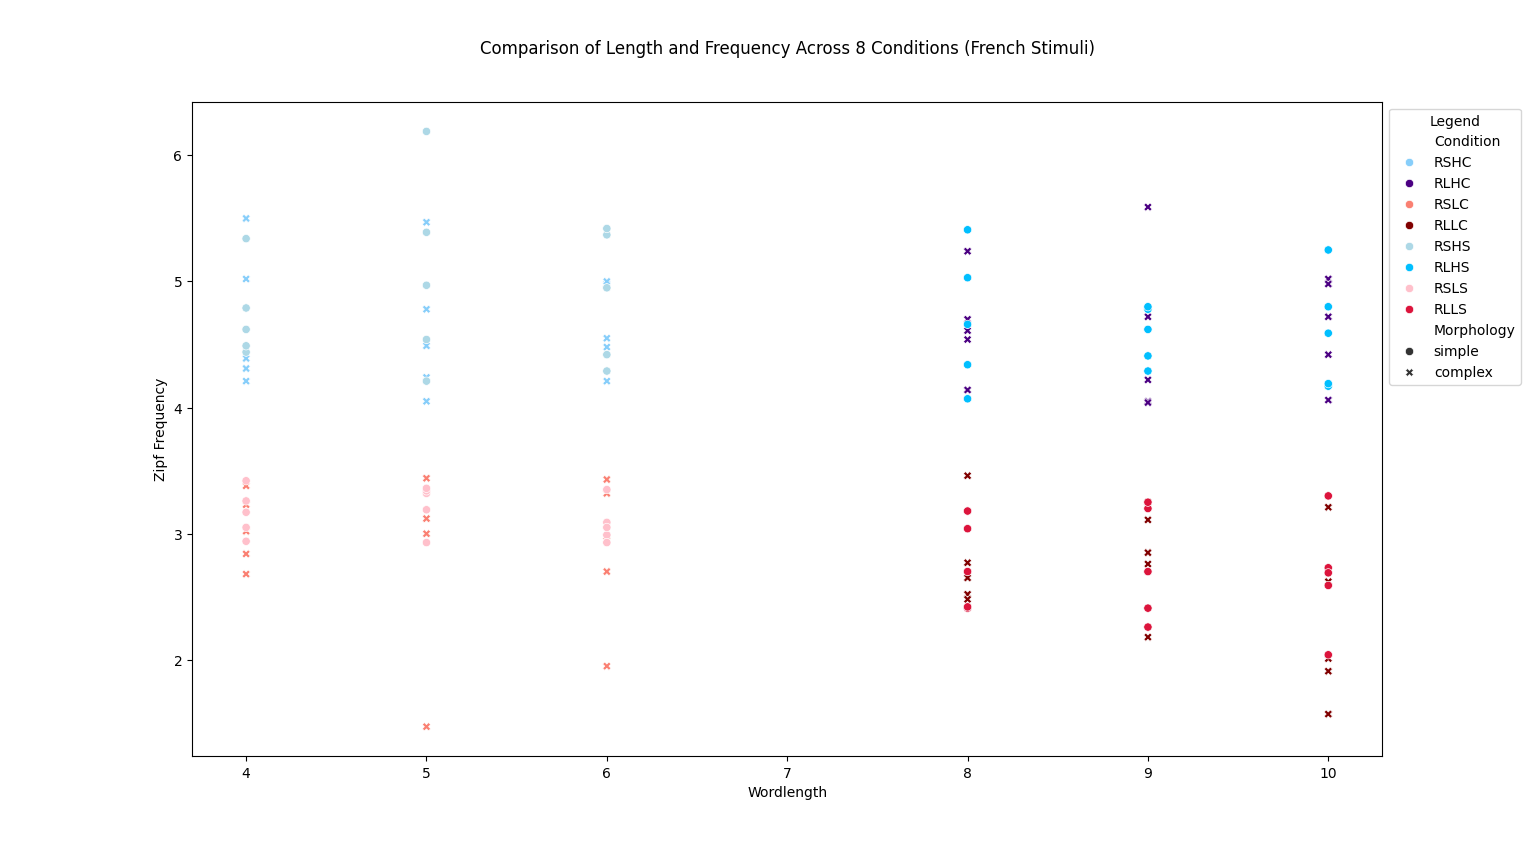 Comparison of Length and Frequency Across 8 Conditions (French Stimuli)
Legend
Condition
RSHC
RLHC
RSLC
RLLC
RSHS
RLHS
RSLS
RLLS
Morphology
simple
complex
Zipf Frequency
6
5
4
3
2
4
5
6
7
8
9
10
Wordlength